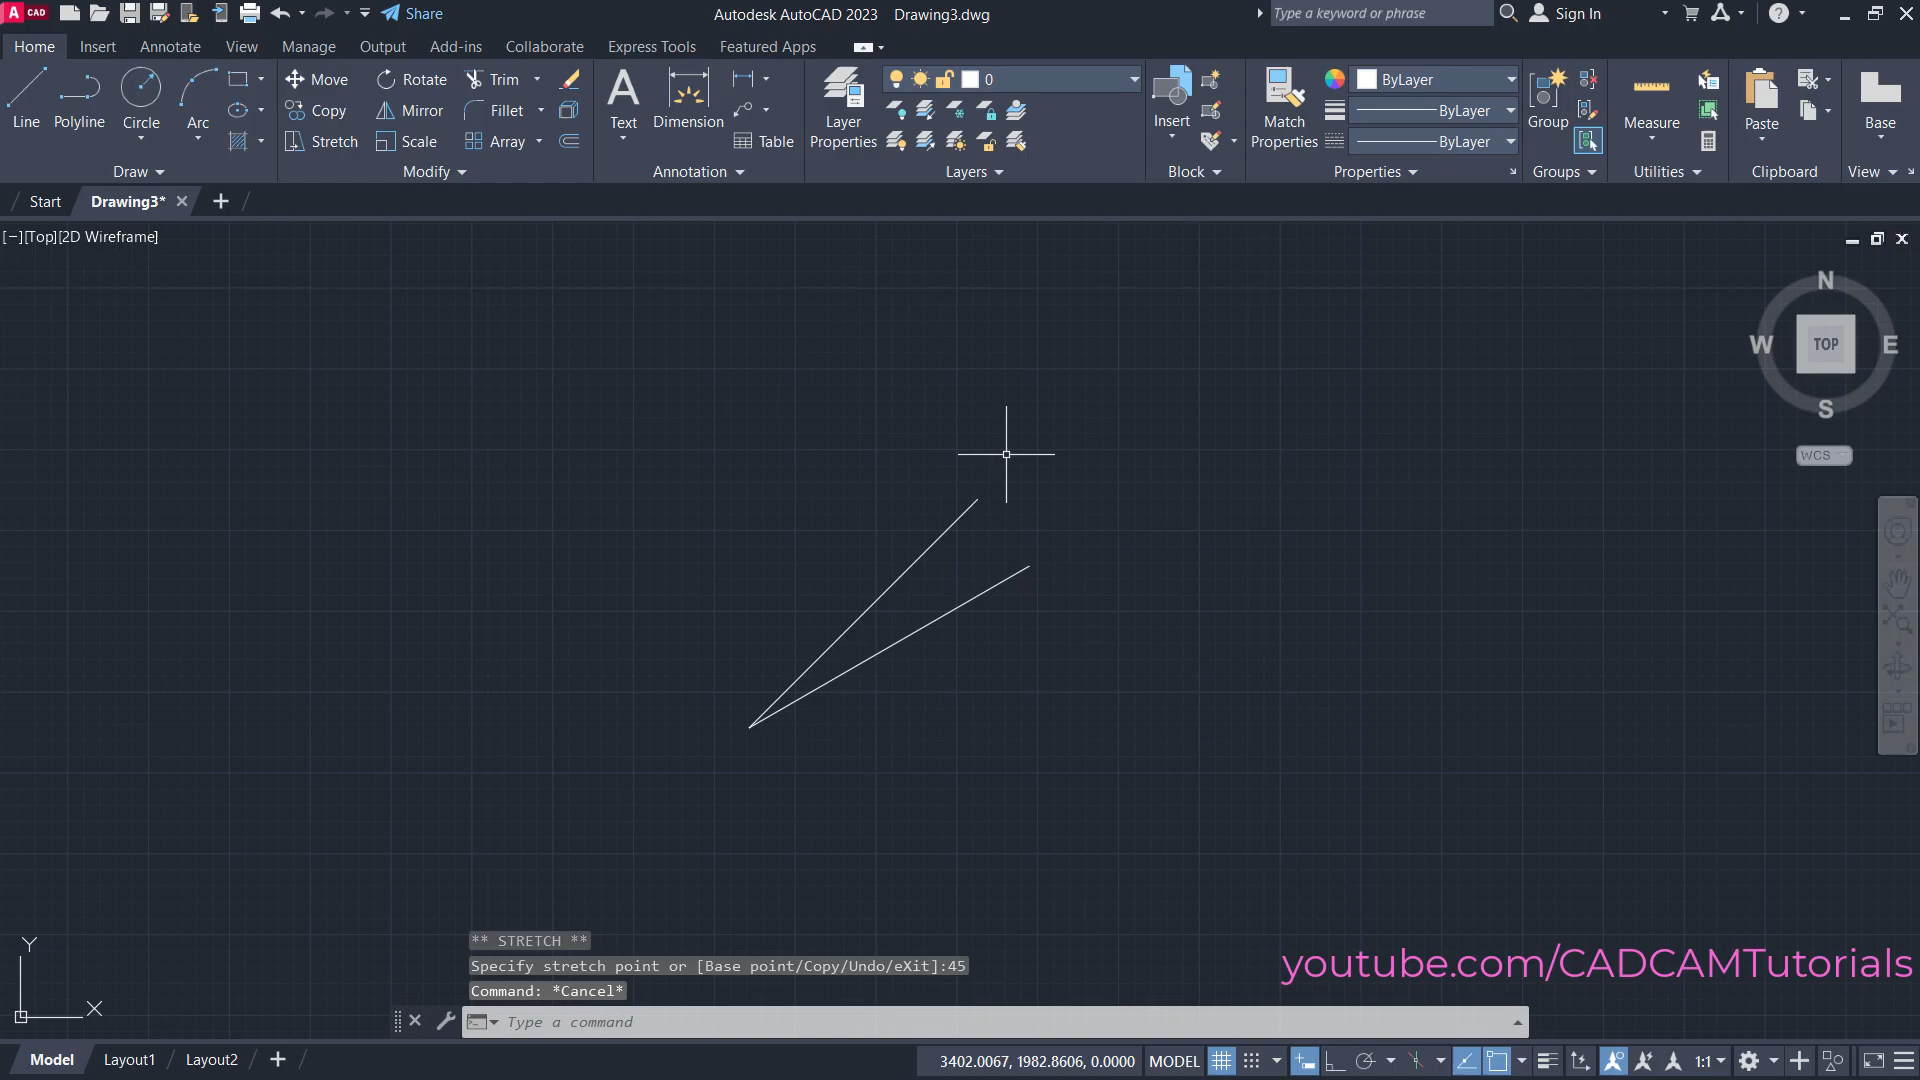 A CAD
Share
Autodesk AutoCAD 2023 Drawing3.dwg
Type a keyword or phrase
Sign In
Home Insert Annotate View Manage Output Add-ins Collaborate Express Tools Featured Apps
Line
Polyline
Circle
Arc
Draw
Move
Rotate
Trim
Copy
Mirror
Fillet
Stretch
Scale
Array
Modify
Text
Dimension
Table
Annotation
Layer
Properties
0
Layers
Insert
Block
Match
Properties
ByLayer
ByLayer
ByLayer
Properties
Group
Groups
Measure
Utilities
Paste
Clipboard
Base
View
Start
Drawing3*
[−][Top][2D Wireframe]
N
W
TOP
E
S
WCS
** STRETCH **
Specify stretch point or [Base point/Copy/Undo/eXit]:45
Command: *Cancel*
Type a command
Y
X
youtube.com/CADCAMTutorials
Model Layout1 Layout2
3402.0067, 1982.8606, 0.0000 MODEL
1:1